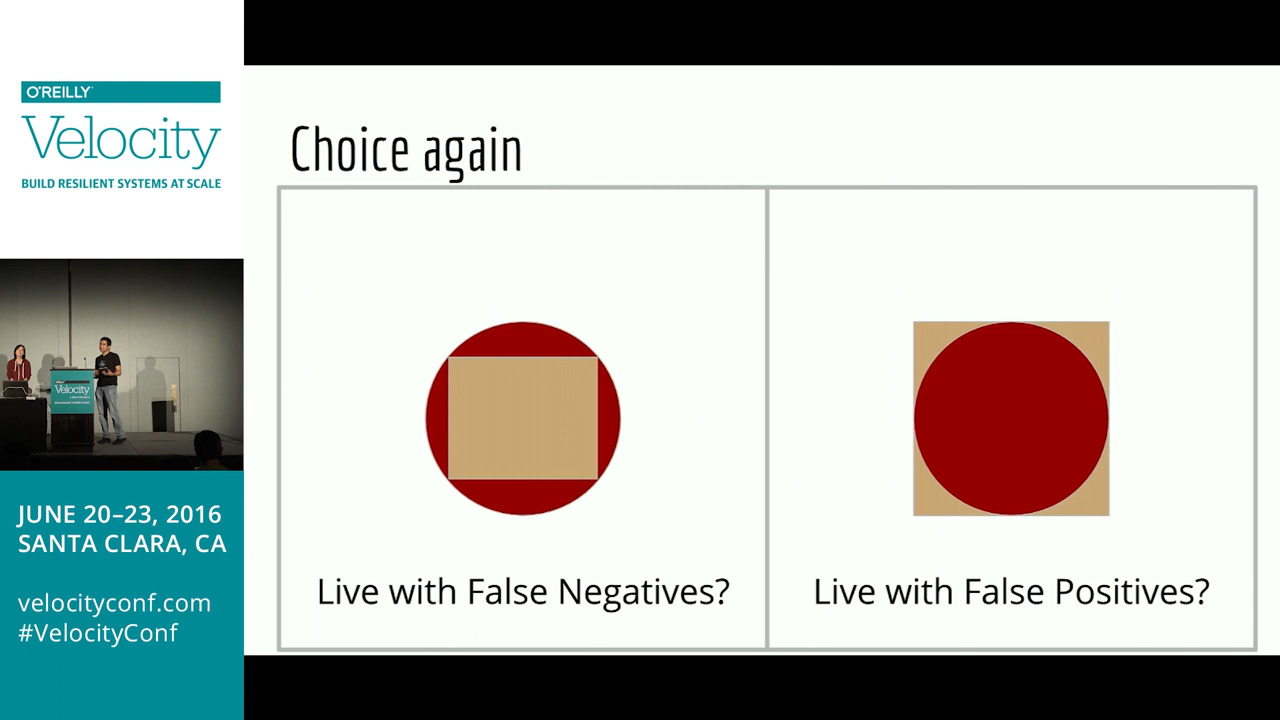 O'REILLY
Velocity
BUILD RESILIENT SYSTEMS AT SCALE
Choice again
Live with False Negatives?
Live with False Positives?
Velocity
JUNE 20–23, 2016
SANTA CLARA, CA
velocityconf.com
#VelocityConf